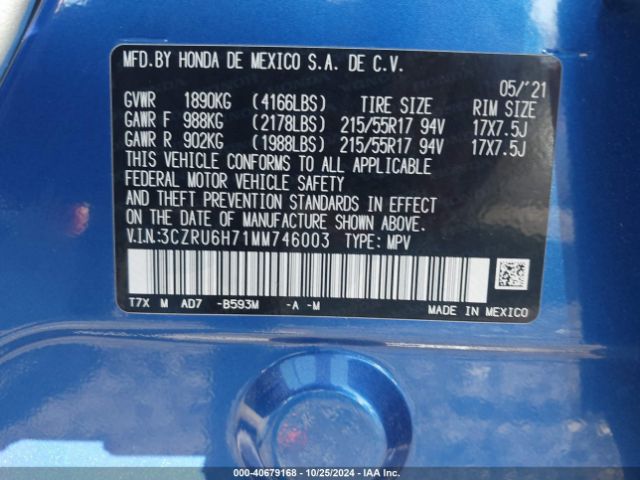 MFD.BY HONDA DE MEXICO S.A. DE C.V.
05/'21
GVWR 1890KG (4166LBS) TIRE SIZE RIM SIZE
GAWR F 988KG (2178LBS) 215/55R17 94V 17X7.5J
GAWR R 902KG (1988LBS) 215/55R17 94V 17X7.5J
THIS VEHICLE CONFORMS TO ALL APPLICABLE
FEDERAL MOTOR VEHICLE SAFETY
AND THEFT PREVENTION STANDARDS IN EFFECT
ON THE DATE OF MANUFACTURE SHOWN ABOVE.
V.I.N.:3CZRU6H71MM746003 TYPE: MPV
T7X M AD7 -B593M -A -M
MADE IN MEXICO
000-40679168 - 10/25/2024 - IAA Inc.